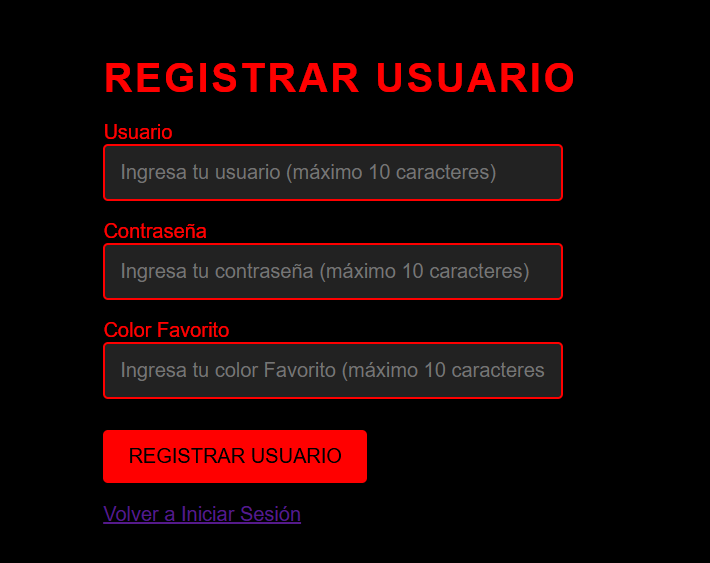 REGISTRAR USUARIO
Usuario
Ingresa tu usuario (máximo 10 caracteres)
Contraseña
Ingresa tu contraseña (máximo 10 caracteres)
Color Favorito
Ingresa tu color Favorito (máximo 10 caracteres
REGISTRAR USUARIO
Volver a Iniciar Sesión